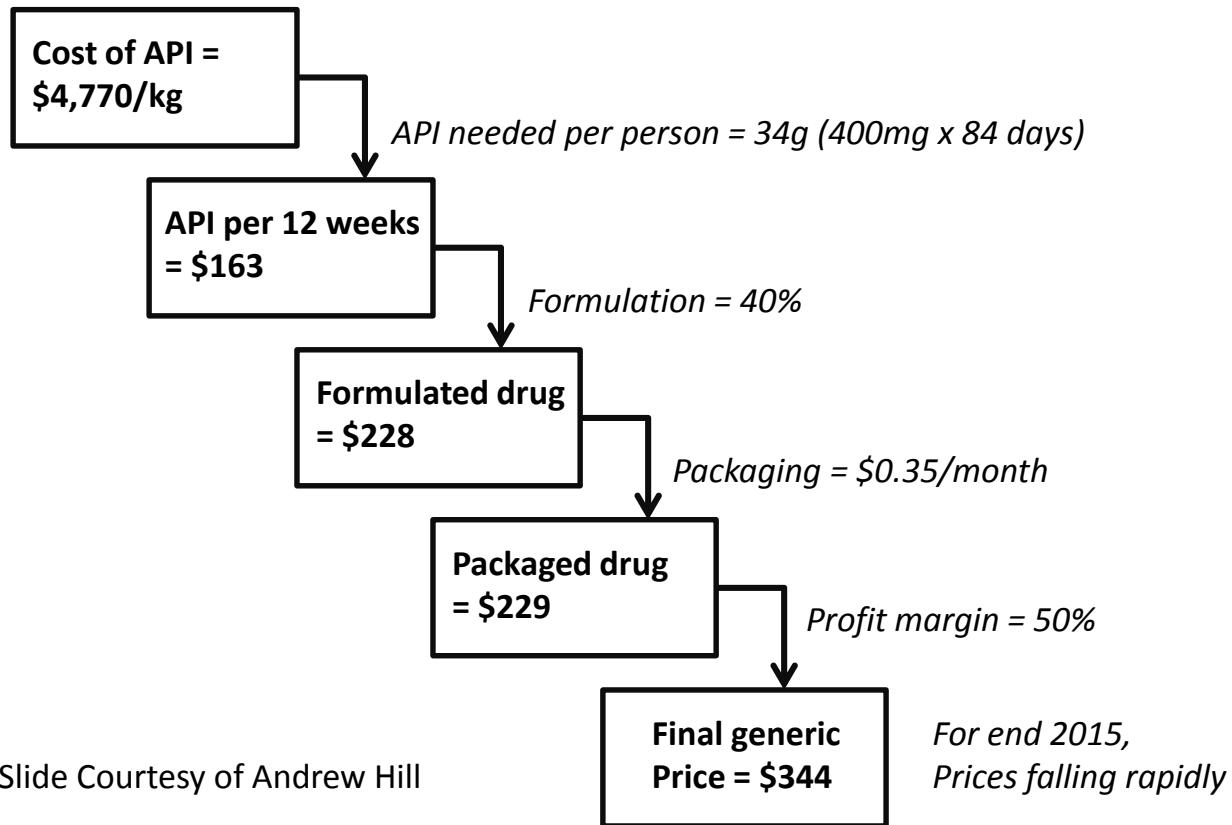 Cost of API =
$4,770/kg
API needed per person = 34g (400mg x 84 days)
API per 12 weeks
= $163
Formulation = 40%
Formulated drug
= $228
Packaging = $0.35/month
Packaged drug
= $229
Profit margin = 50%
Final generic
Price = $344
For end 2015,
Prices falling rapidly
Slide Courtesy of Andrew Hill